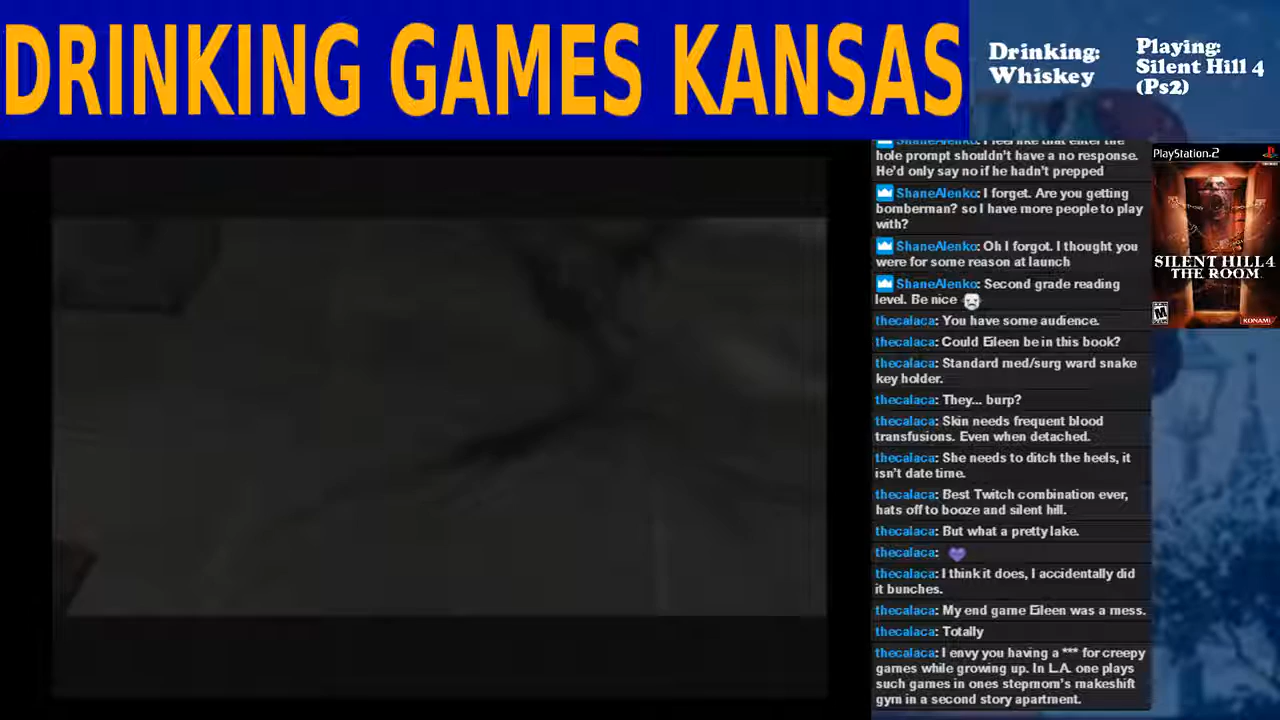 DRINKING GAMES KANSAS
Drinking:
Whiskey
Playing:
Silent Hill 4
(Ps2)
ShaneAlenko: I feel like that enter the
hole prompt shouldn't have a no response.
He'd only say no if he hadn't prepped
ShaneAlenko: I forget. Are you getting
bomberman? so I have more people to play
with?
ShaneAlenko: Oh I forgot. I thought you
were for some reason at launch
ShaneAlenko: Second grade reading
level. Be nice
thecalaca: You have some audience.
thecalaca: Could Eileen be in this book?
thecalaca: Standard med/surg ward snake
key holder.
thecalaca: They... burp?
thecalaca: Skin needs frequent blood
transfusions. Even when detached.
thecalaca: She needs to ditch the heels, it
isn't date time.
thecalaca: Best Twitch combination ever,
hats off to booze and silent hill.
thecalaca: But what a pretty lake.
thecalaca:
thecalaca: I think it does, I accidentally did
it bunches.
thecalaca: My end game Eileen was a mess.
thecalaca: Totally
thecalaca: I envy you having a *** for creepy
games while growing up. In L.A. one plays
such games in ones stepmom's makeshift
gym in a second story apartment.
PlayStation.2
SILENT HILL 4
THE ROOM
M
KONAMI